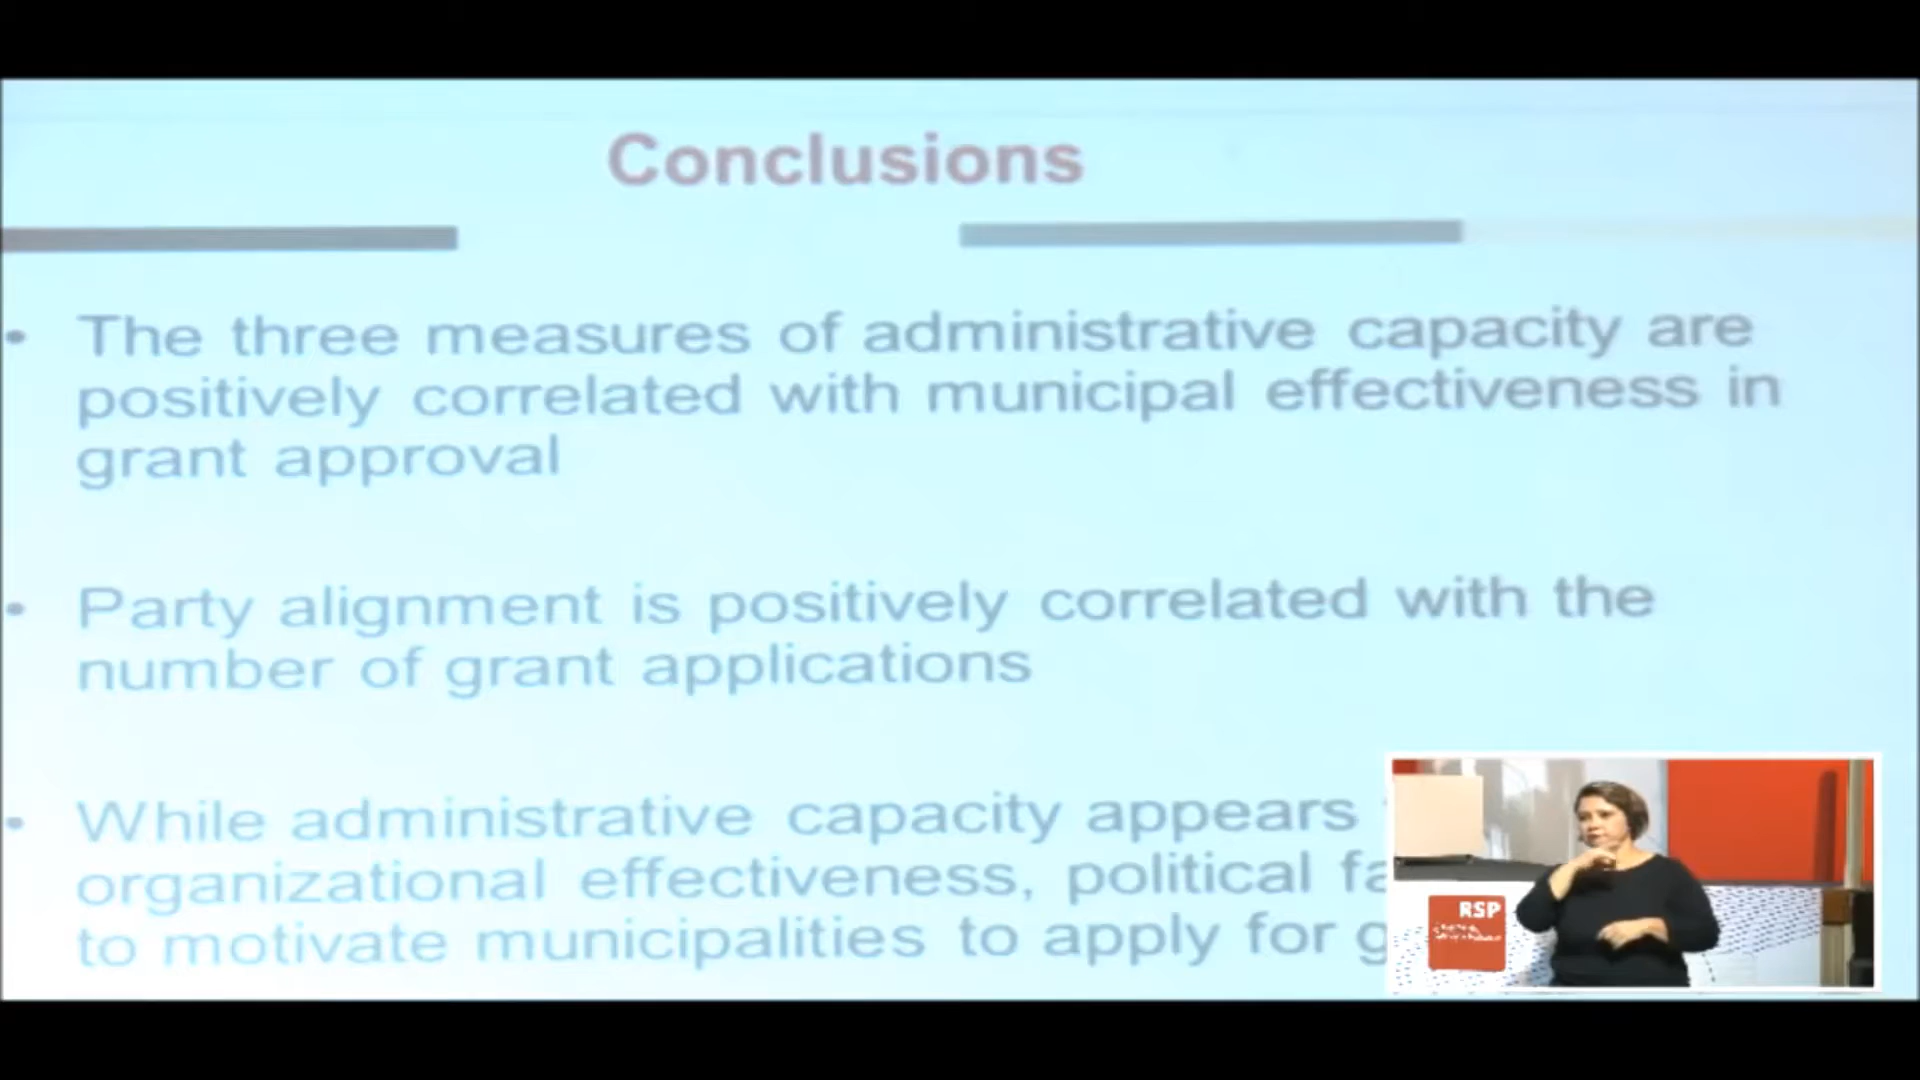 Conclusions
• The three measures of administrative capacity are
positively correlated with municipal effectiveness in
grant approval
• Party alignment is positively correlated with the
number of grant applications
• While administrative capacity appears
organizational effectiveness, political
to motivate municipalities to apply for
RSP